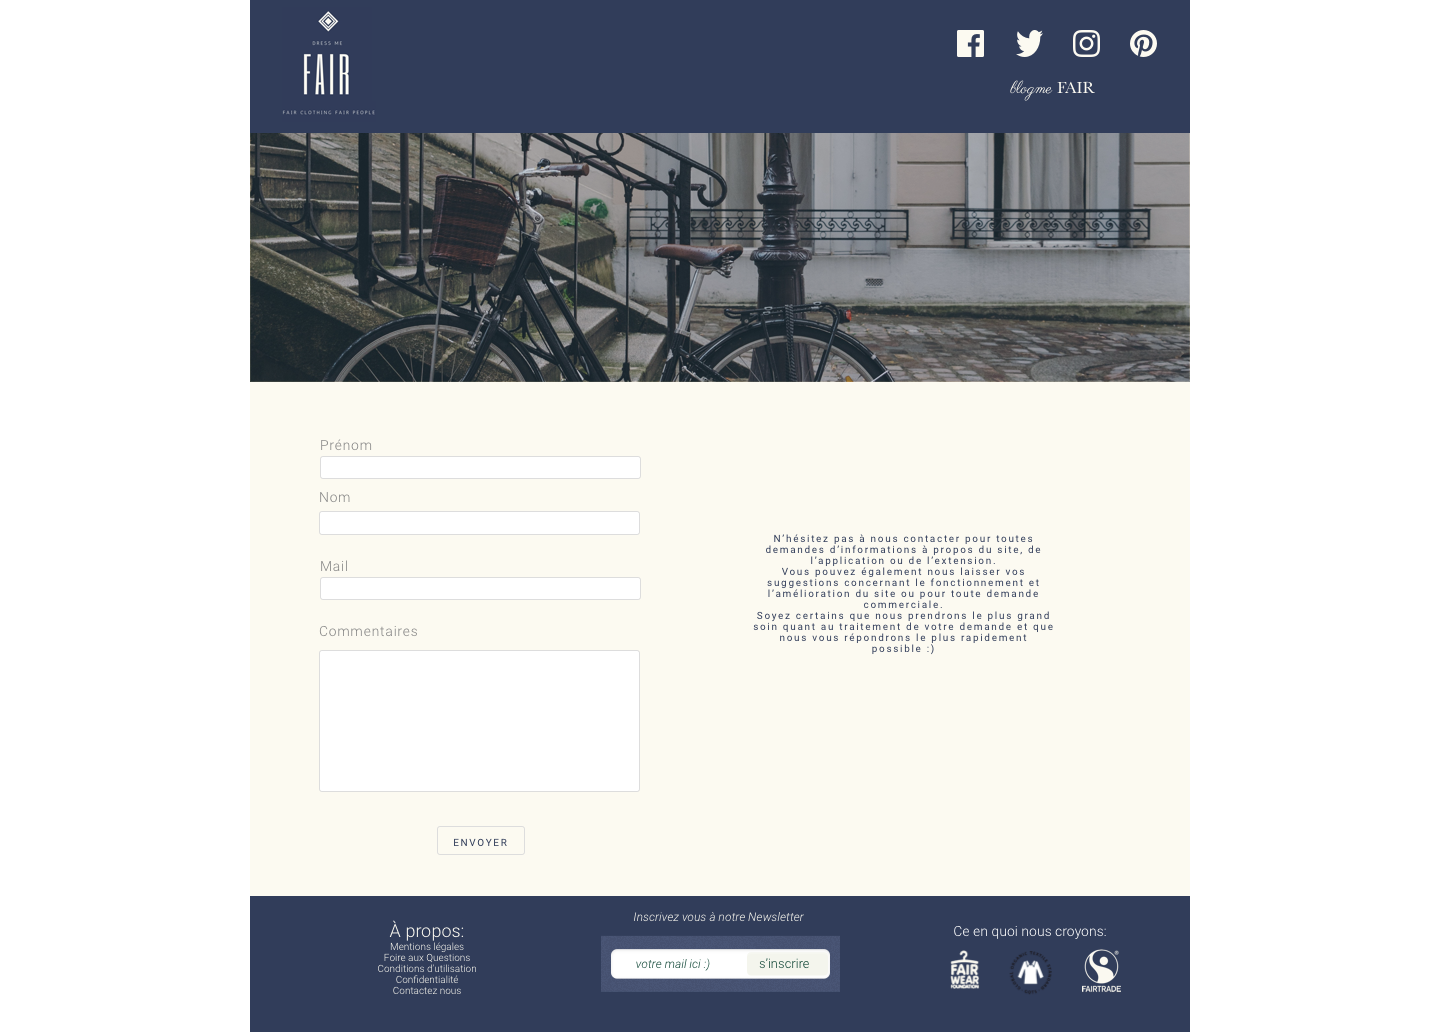 DRESS ME
FAIR
FAIR CLOTHING FAIR PEOPLE
blogme FAIR
Prénom
Nom
Mail
Commentaires
N'hésitez pas à nous contacter pour toutes
demandes d'informations à propos du site, de
l'application ou de l'extension.
Vous pouvez également nous laisser vos
suggestions concernant le fonctionnement et
l'amélioration du site ou pour toute demande
commerciale.
Soyez certains que nous prendrons le plus grand
soin quant au traitement de votre demande et que
nous vous répondrons le plus rapidement
possible :)
ENVOYER
À propos:
Mentions légales
Foire aux Questions
Conditions d'utilisation
Confidentialité
Contactez nous
Inscrivez vous à notre Newsletter
votre mail ici :)
s'inscrire
Ce en quoi nous croyons:
FAIR
WEAR
FOUNDATION
FAIRTRADE